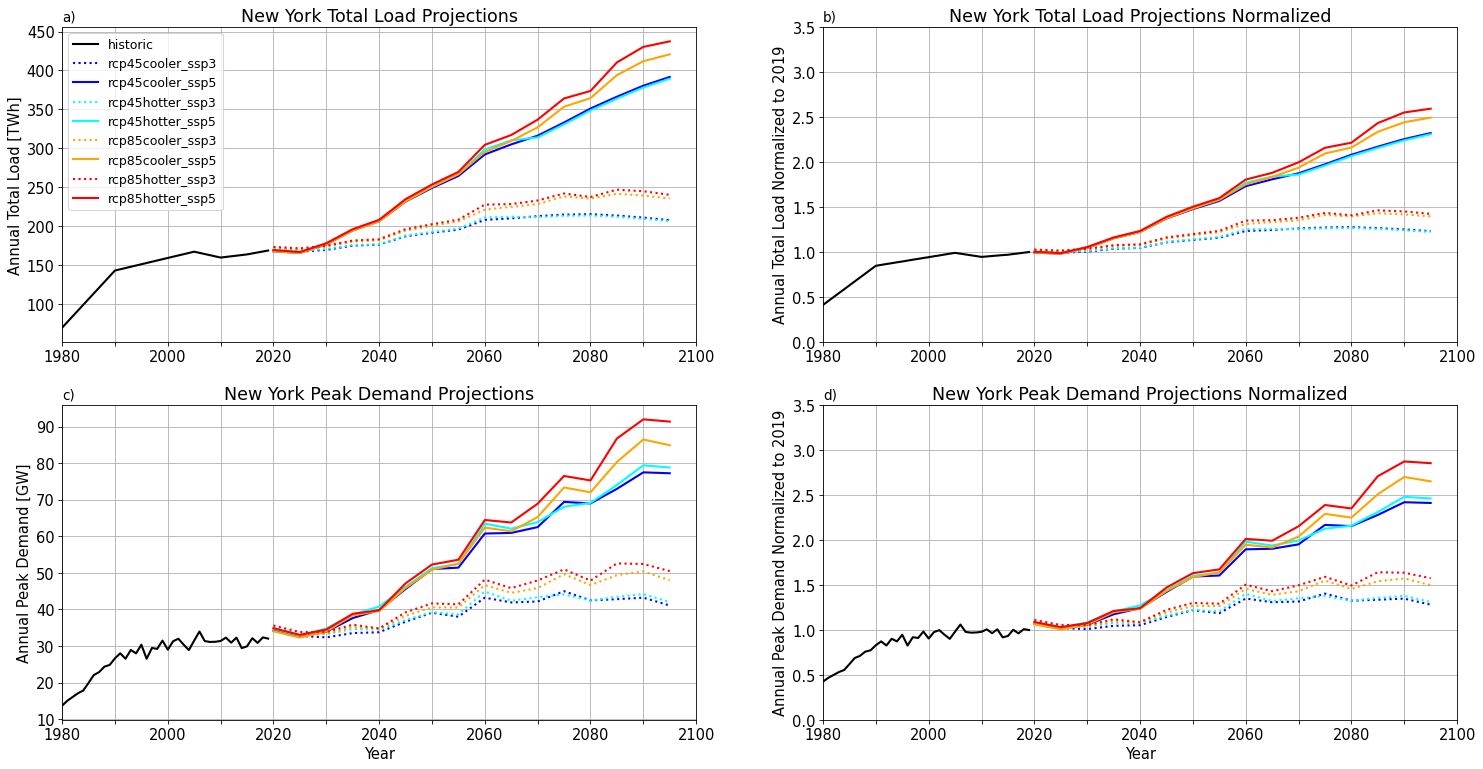 a)
New York Total Load Projections
Annual Total Load [TWh]
450
400
350
300
250
200
150
100
historic
rcp45cooler_ssp3
rcp45cooler_ssp5
rcp45hotter_ssp3
rcp45hotter_ssp5
rcp85cooler_ssp3
rcp85cooler_ssp5
rcp85hotter_ssp3
rcp85hotter_ssp5
1980 2000 2020 2040 2060 2080 2100
b)
New York Total Load Projections Normalized
Annual Total Load Normalized to 2019
3.5
3.0
2.5
2.0
1.5
1.0
0.5
0.0
1980 2000 2020 2040 2060 2080 2100
c)
New York Peak Demand Projections
Annual Peak Demand [GW]
90
80
70
60
50
40
30
20
10
1980 2000 2020 2040 2060 2080 2100
Year
d)
New York Peak Demand Projections Normalized
Annual Peak Demand Normalized to 2019
3.5
3.0
2.5
2.0
1.5
1.0
0.5
0.0
1980 2000 2020 2040 2060 2080 2100
Year